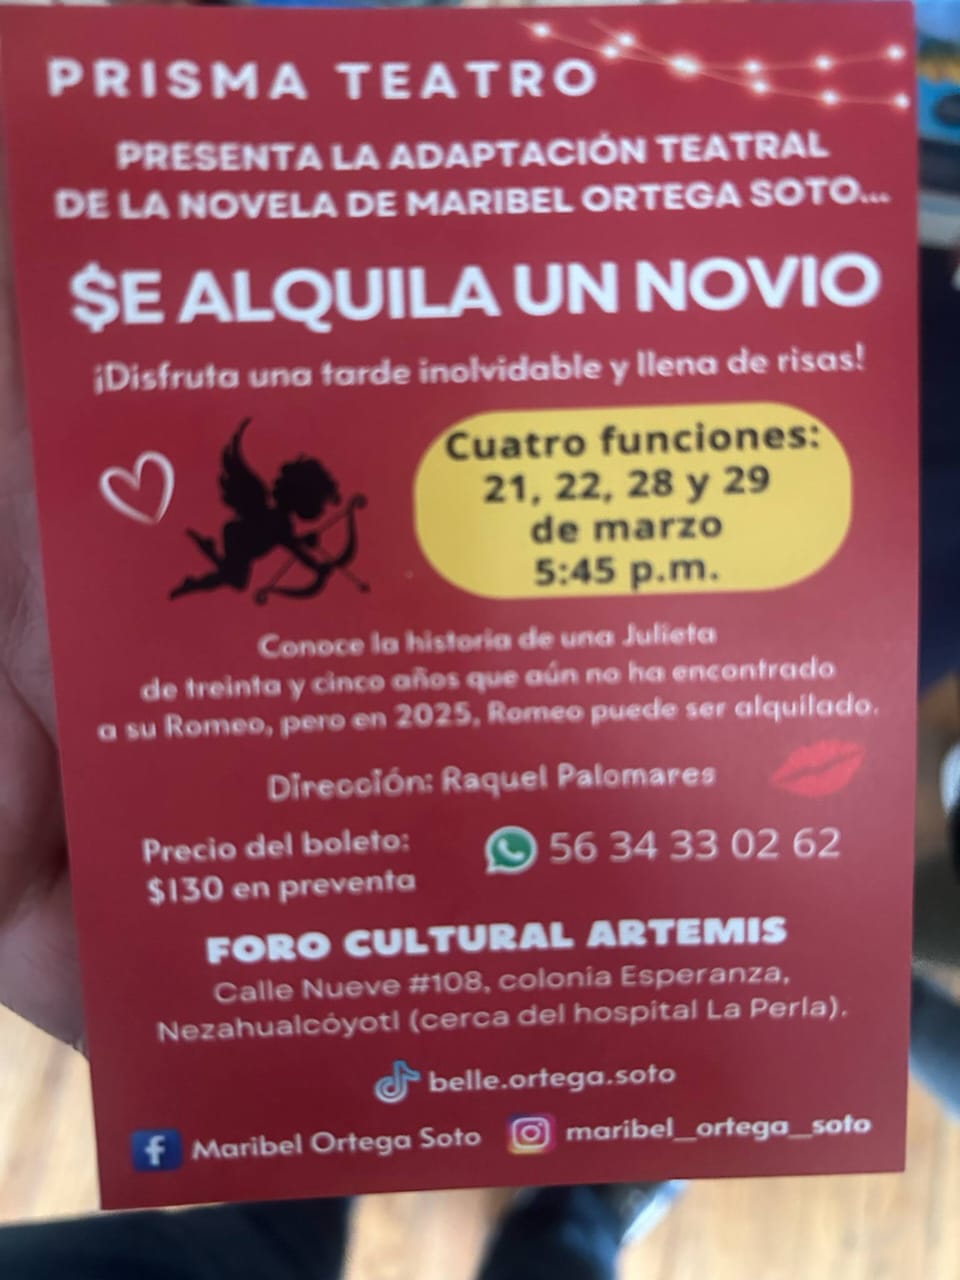 PRISMA TEATRO
PRESENTA LA ADAPTACIÓN TEATRAL
DE LA NOVELA DE MARIBEL ORTEGA SOTO...
$E ALQUILA UN NOVIO
¡Disfruta una tarde inolvidable y llena de risas!
Cuatro funciones:
21, 22, 28 y 29
de marzo
5:45 p.m.
Conoce la historia de una Julieta
de treinta y cinco años que aún no ha encontrado
a su Romeo, pero en 2025, Romeo puede ser alquilado.
Dirección: Raquel Palomares
Precio del boleto:
$130 en preventa
56 34 33 02 62
FORO CULTURAL ARTEMIS
Calle Nueve #108, colonia Esperanza,
Nezahualcóyotl (cerca del hospital La Perla).
belle.ortega.soto
Maribel Ortega Soto
maribel_ortega_soto